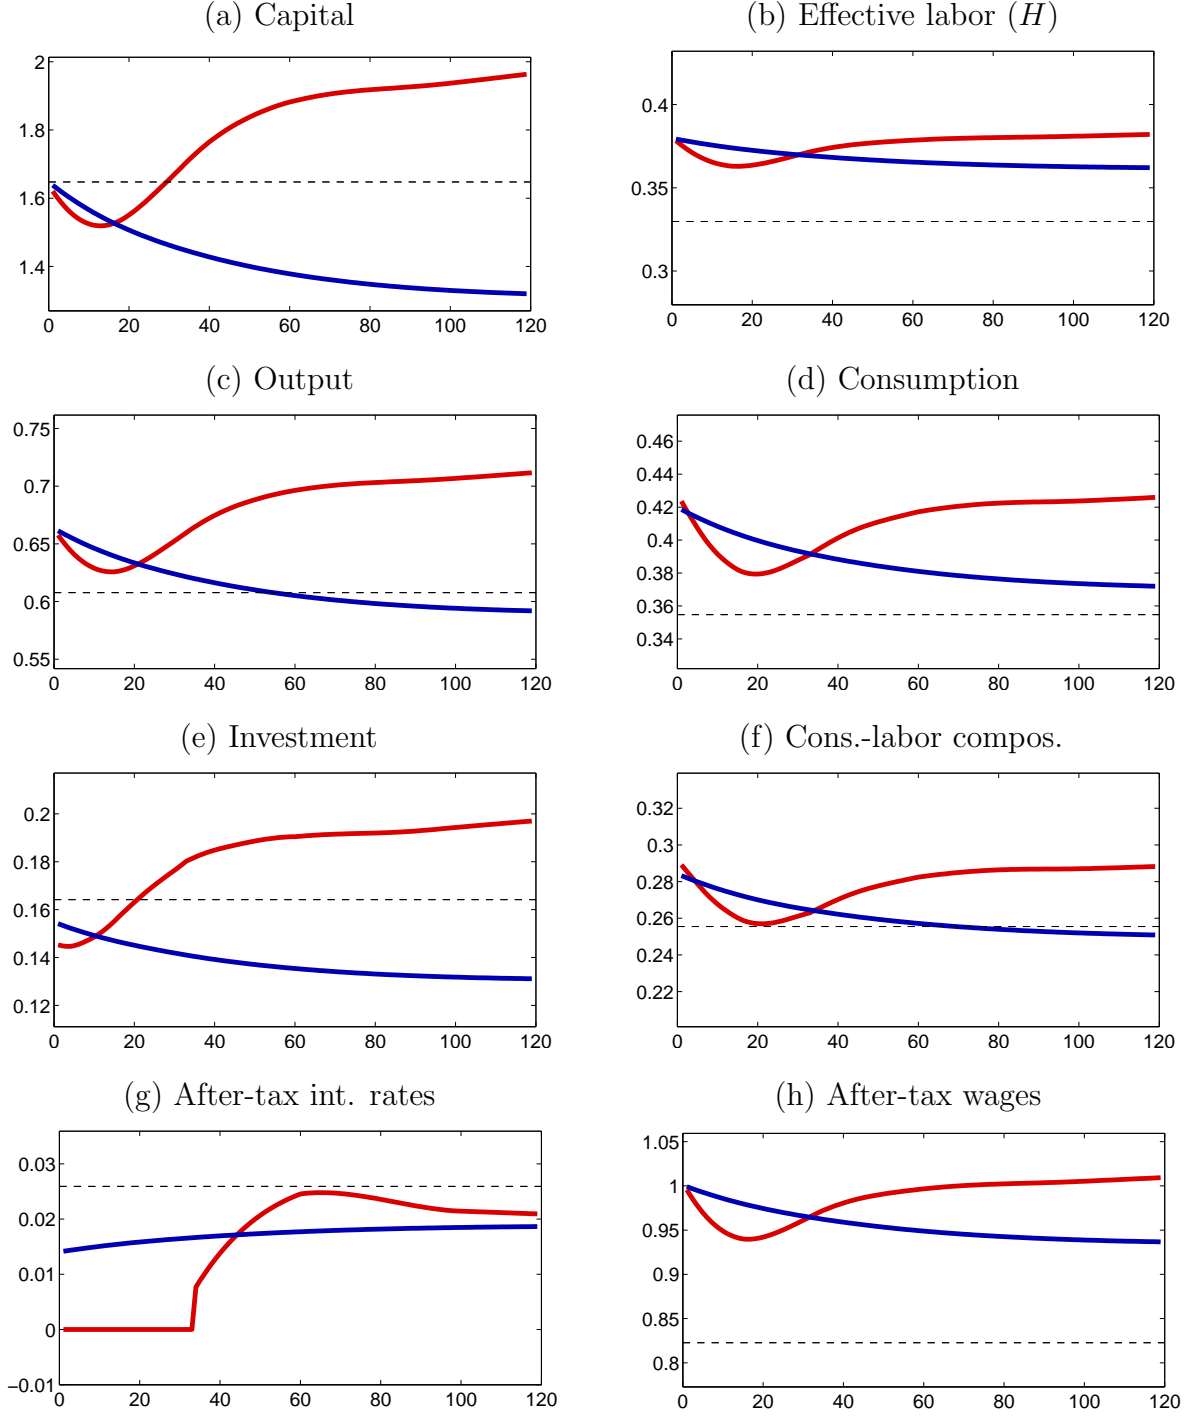 (a) Capital
(b) Effective labor (H)
2
1.8
1.6
1.4
0 20 40 60 80 100 120
0.4
0.35
0.3
0 20 40 60 80 100 120
(c) Output
(d) Consumption
0.75
0.7
0.65
0.6
0.55
0 20 40 60 80 100 120
0.46
0.44
0.42
0.4
0.38
0.36
0.34
0 20 40 60 80 100 120
(e) Investment
(f) Cons.-labor compos.
0.2
0.18
0.16
0.14
0.12
0 20 40 60 80 100 120
0.32
0.3
0.28
0.26
0.24
0.22
0 20 40 60 80 100 120
(g) After-tax int. rates
(h) After-tax wages
0.03
0.02
0.01
0
−0.01
0 20 40 60 80 100 120
1.05
1
0.95
0.9
0.85
0.8
0 20 40 60 80 100 120